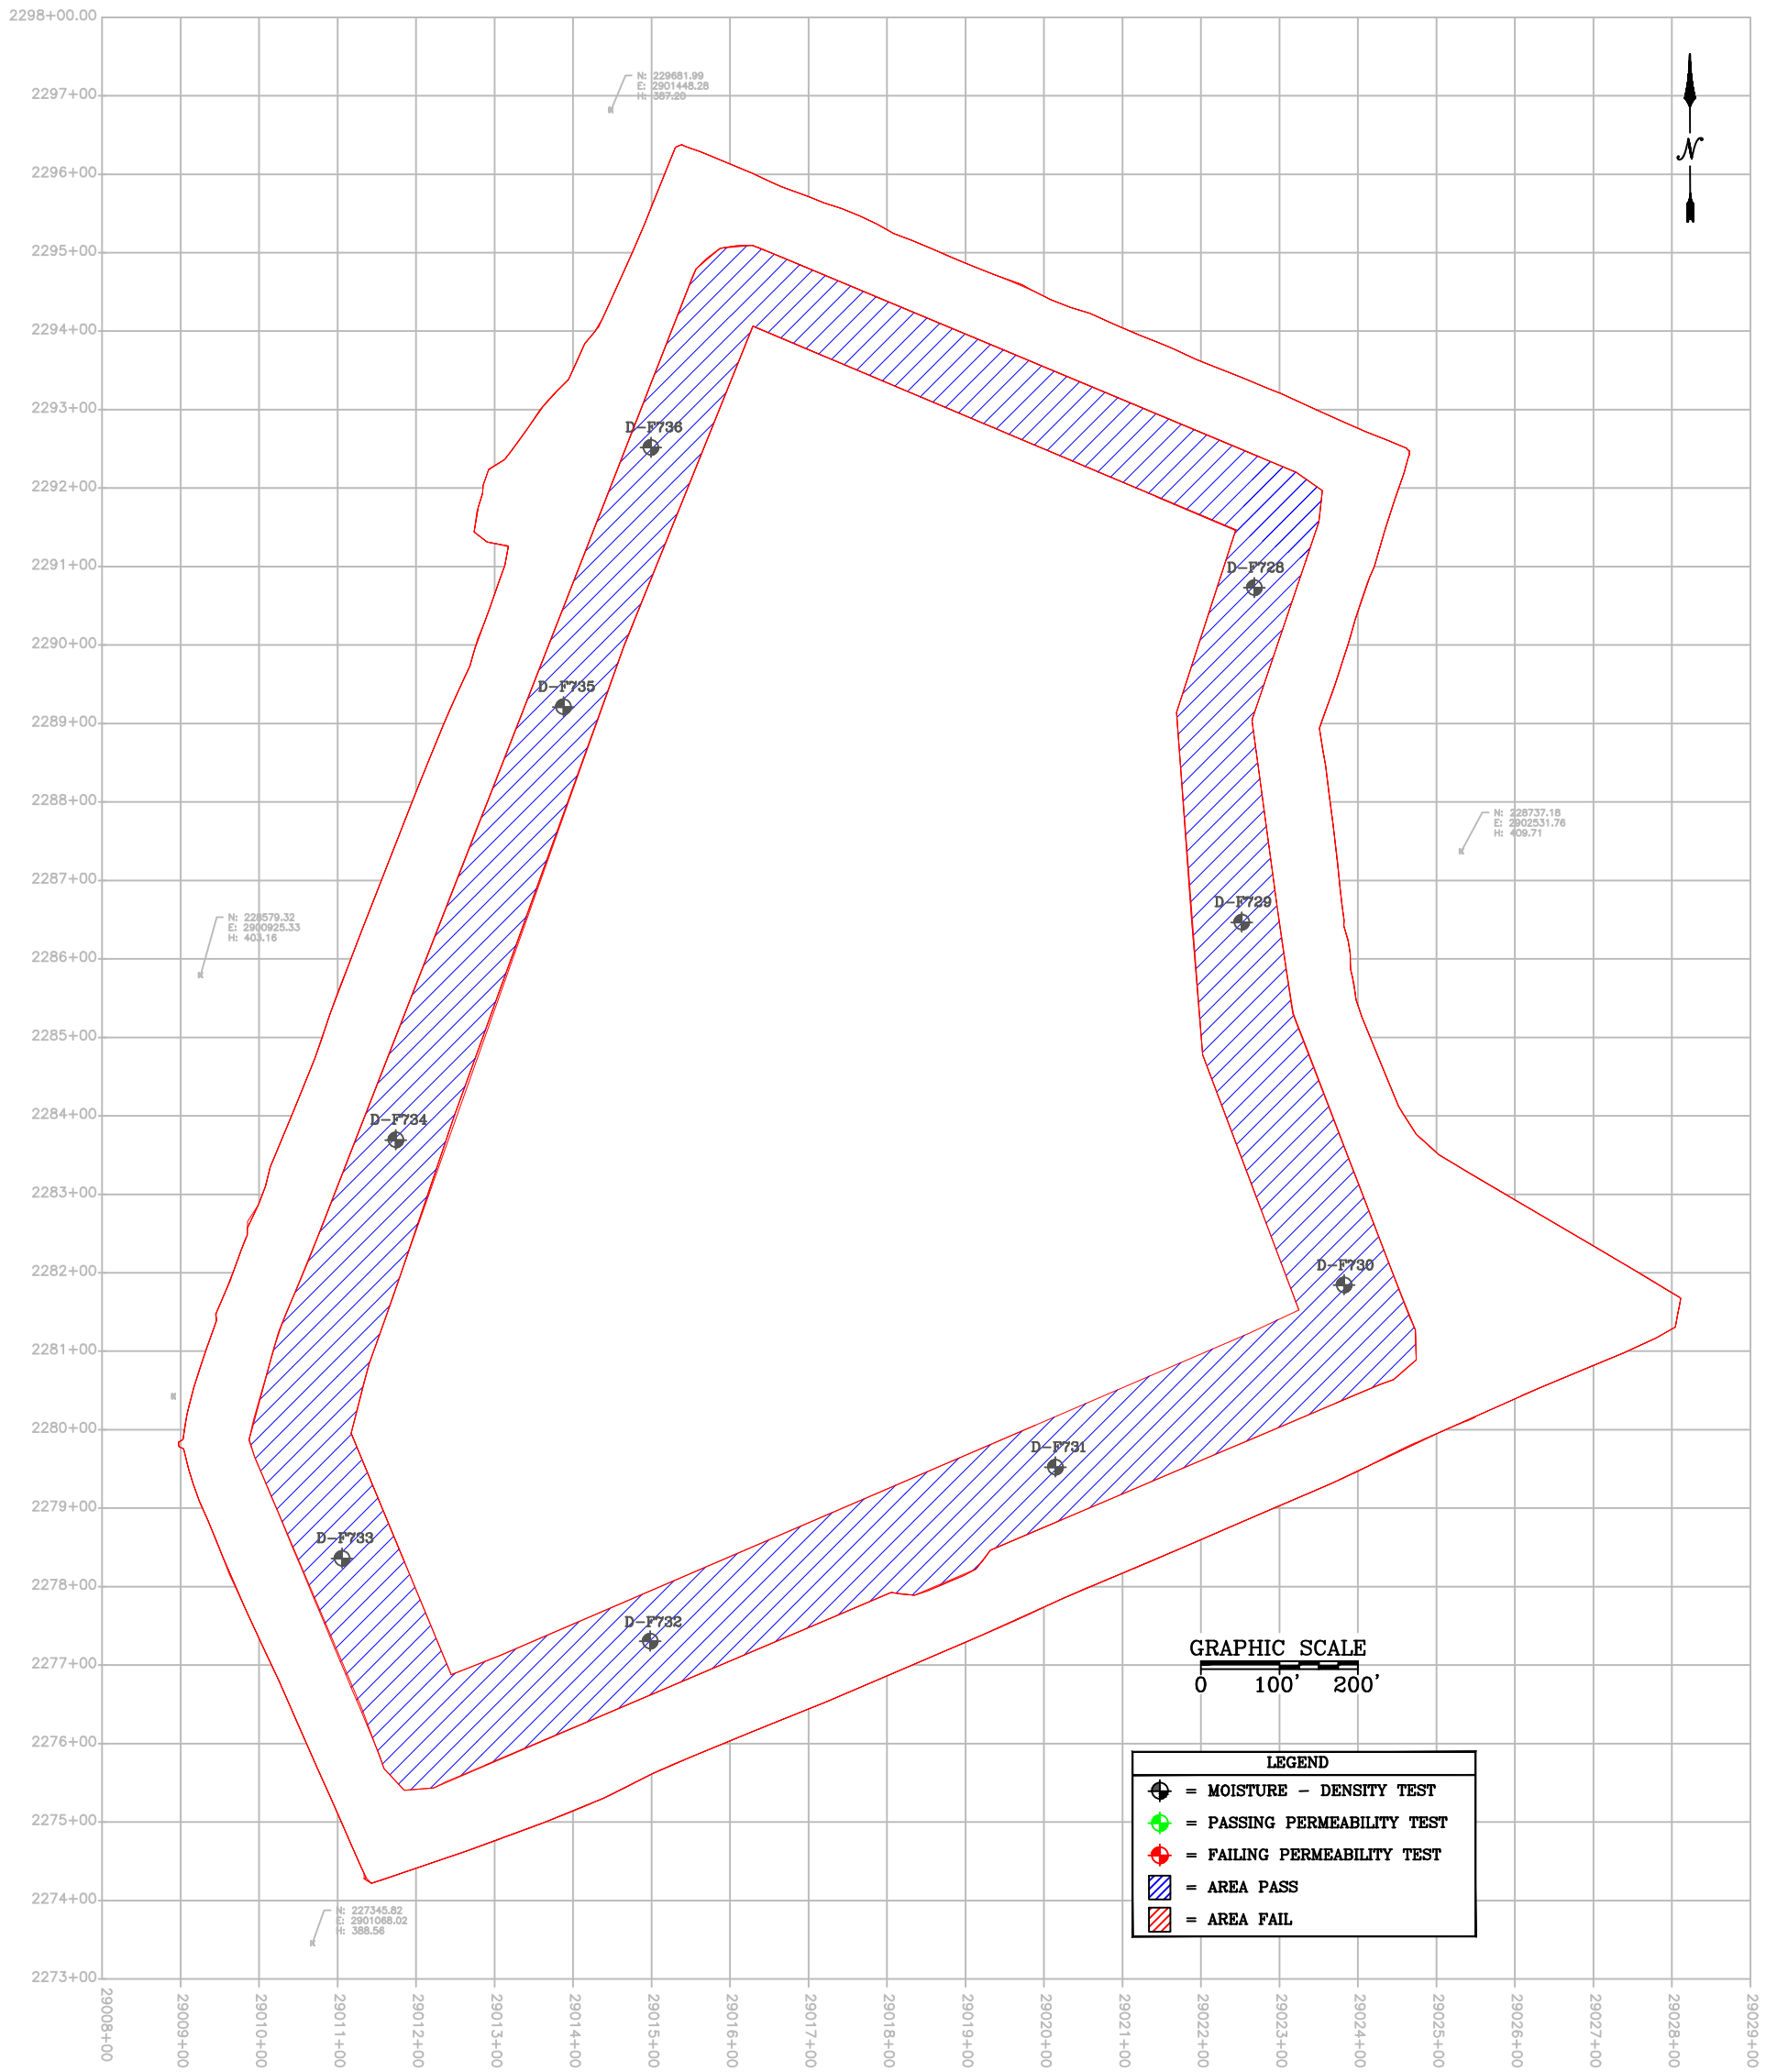 2298+00.00
N: 229681.99
E: 2901448.28
H: 387.20
2297+00
N
2296+00
2295+00
2294+00
2293+00
D-F736
2292+00
2291+00
D-F728
2290+00
D-F735
2289+00
2288+00
N: 228737.18
E: 2902531.76
H: 409.71
2287+00
D-F729
N: 228579.32
E: 2900925.33
H: 403.16
2286+00
2285+00
2284+00
D-F734
2283+00
2282+00
D-F730
2281+00
2280+00
D-F731
2279+00
D-F733
2278+00
D-F732
2277+00
GRAPHIC SCALE
0 100' 200'
2276+00
LEGEND
= MOISTURE - DENSITY TEST
2275+00
= PASSING PERMEABILITY TEST
= FAILING PERMEABILITY TEST
= AREA PASS
2274+00
= AREA FAIL
N: 227345.82
E: 2901068.02
H: 388.56
2273+00
29008+00
29009+00
29010+00
29011+00
29012+00
29013+00
29014+00
29015+00
29016+00
29017+00
29018+00
29019+00
29020+00
29021+00
29022+00
29023+00
29024+00
29025+00
29026+00
29027+00
29028+00
29029+00